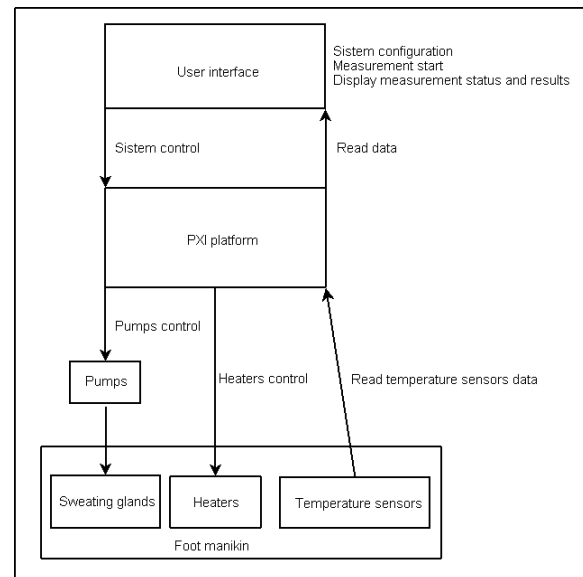 User interface
Sistem configuration
Measurement start
Display measurement status and results
Sistem control
Read data
PXI platform
Pumps control
Pumps
Heaters control
Read temperature sensors data
Sweating glands
Heaters
Temperature sensors
Foot manikin